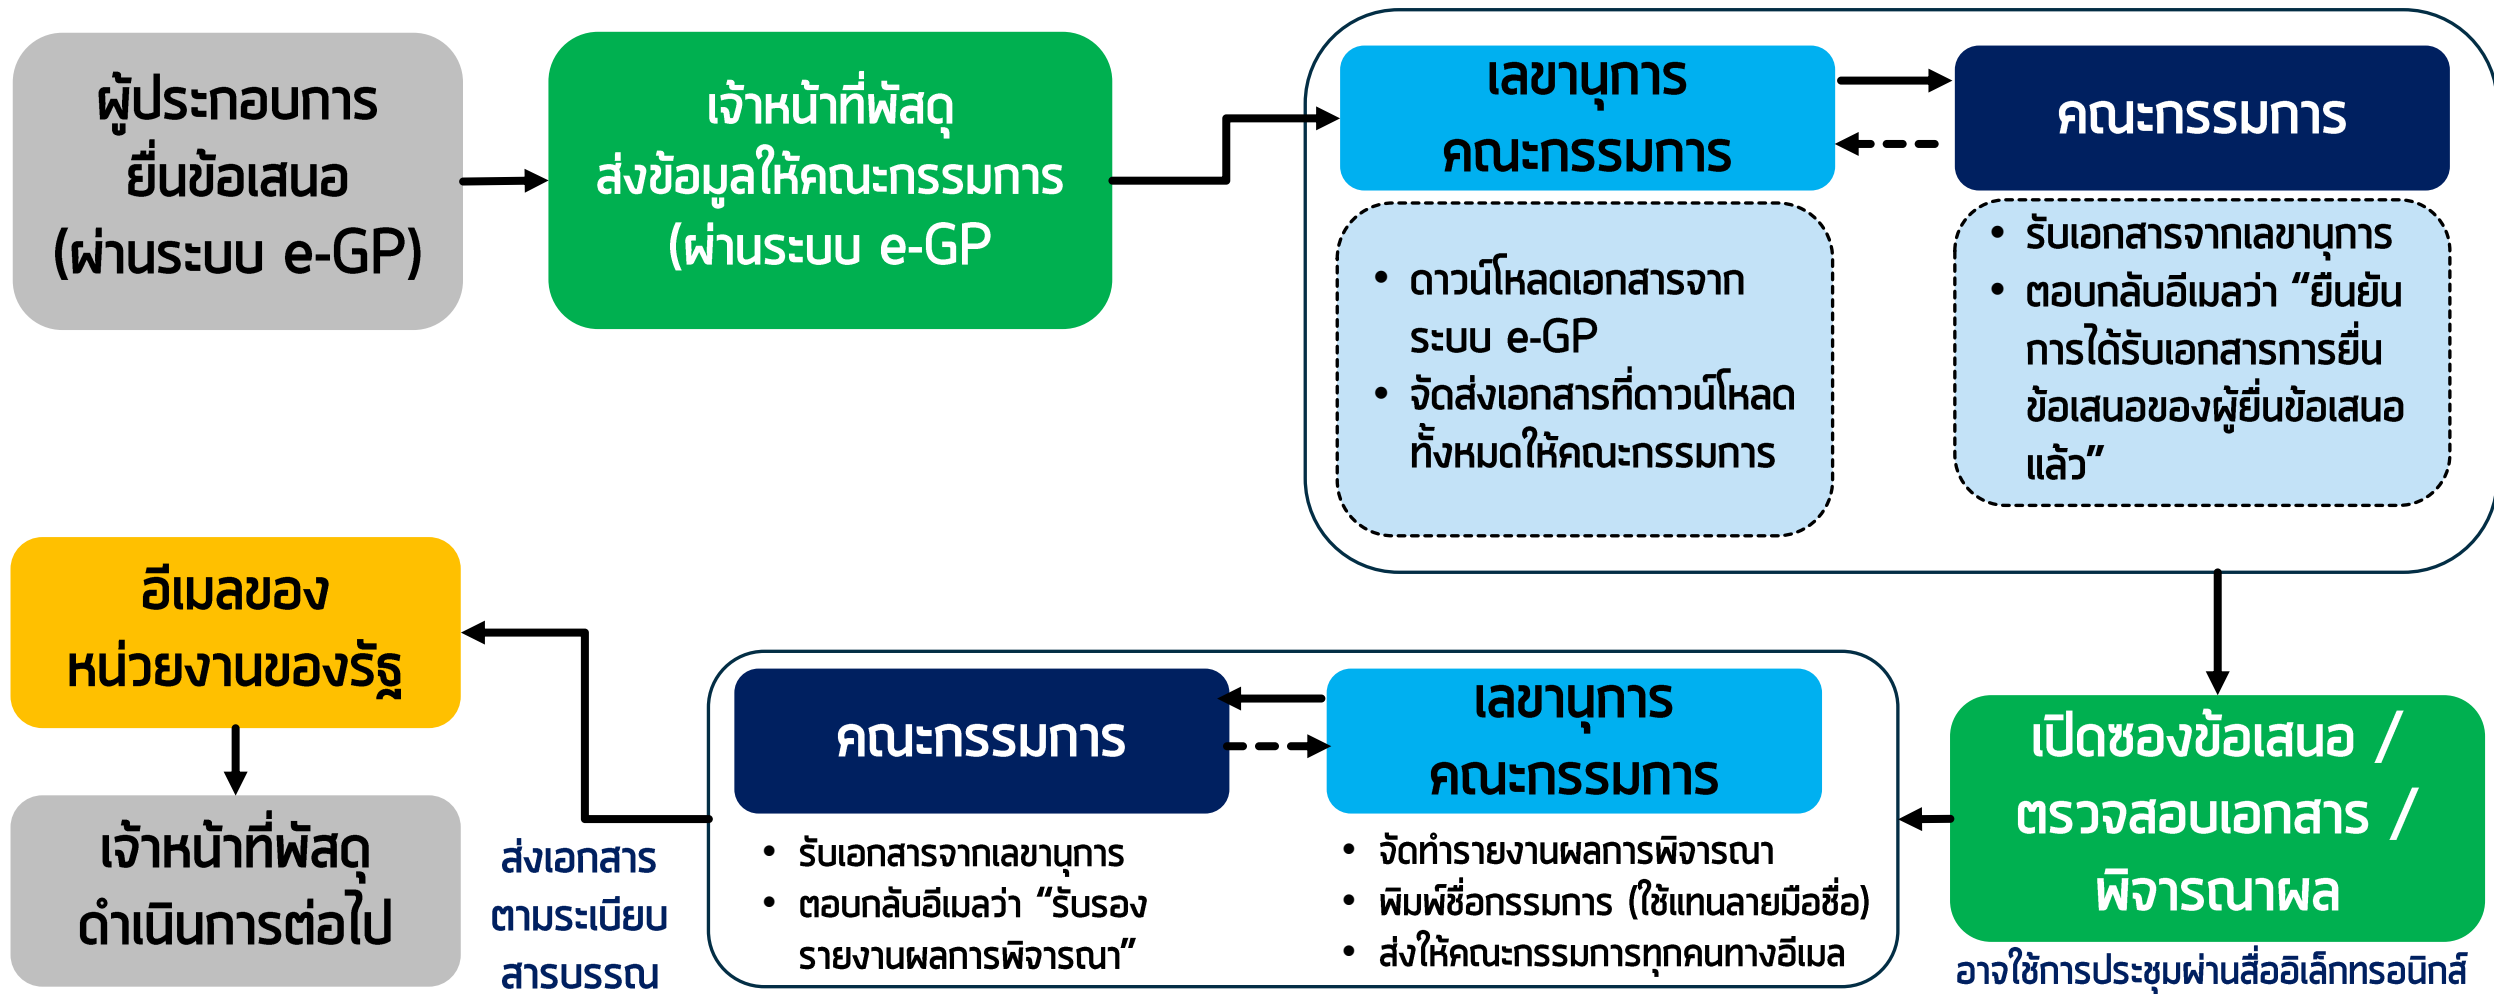 ผู้ประกอบการ
ยื่นข้อเสนอ
(ผ่านระบบ e-GP)
เจ้าหน้าที่พัสดุ
ส่งข้อมูลให้คณะกรรมการ
(ผ่านระบบ e-GP
เลขานุการ
คณะกรรมการ
• ดาวน์โหลดเอกสารจาก
ระบบ e-GP
• จัดส่งเอกสารที่ดาวน์โหลด
ทั้งหมดให้คณะกรรมการ
คณะกรรมการ
• รับเอกสารจากเลขานุการ
• ตอบกลับอีเมลว่า “ยืนยัน
การได้รับเอกสารการยื่น
ข้อเสนอของผู้ยื่นข้อเสนอ
แล้ว”
เปิดซองข้อเสนอ /
ตรวจสอบเอกสาร /
พิจารณาผล
อาจใช้การประชุมผ่านสื่ออิเล็กทรอนิกส์
เลขานุการ
คณะกรรมการ
• จัดทำรายงานผลการพิจารณา
• พิมพ์ชื่อกรรมการ (ใช้แทนลายมือชื่อ)
• ส่งให้คณะกรรมการทุกคนทางอีเมล
คณะกรรมการ
• รับเอกสารจากเลขานุการ
• ตอบกลับอีเมลว่า “รับรอง
รายงานผลการพิจารณา”
ส่งเอกสาร
ตามระเบียบ
สารบรรณ
อีเมลของ
หน่วยงานของรัฐ
เจ้าหน้าที่พัสดุ
ดำเนินการต่อไป